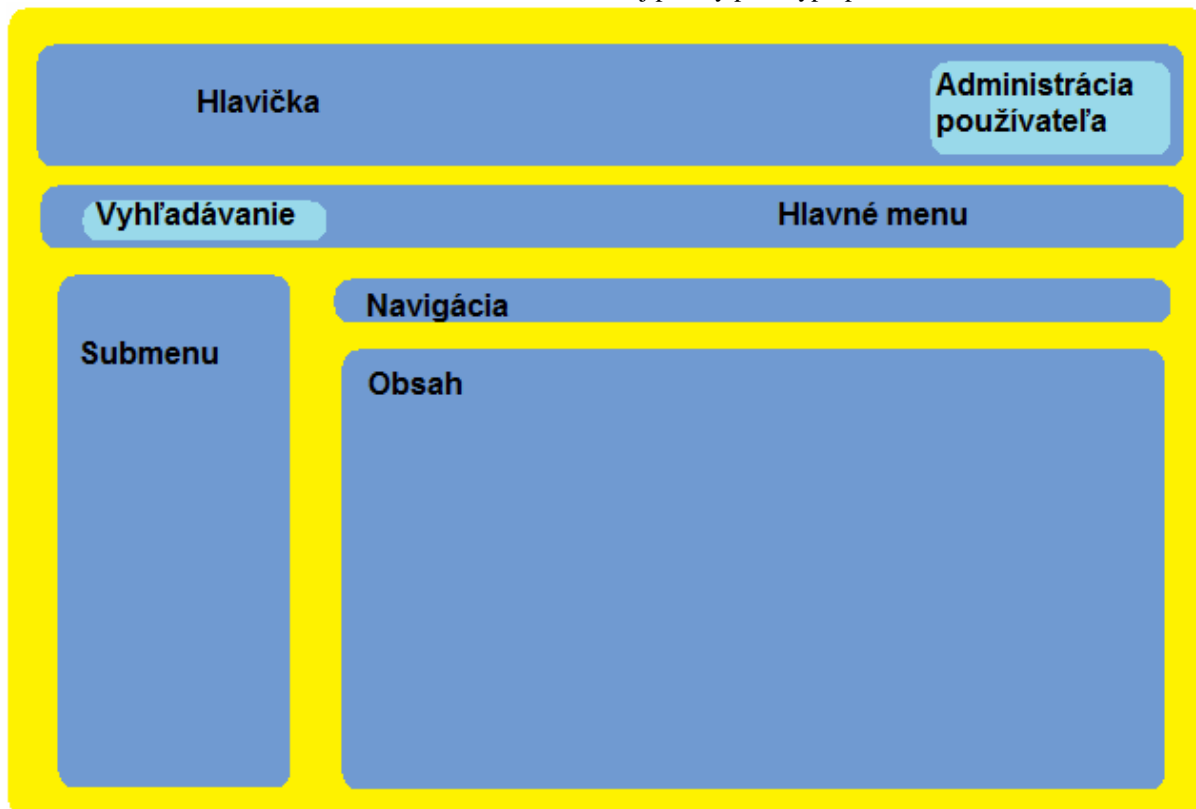 Hlavička
Administrácia
používateľa
Vyhľadávanie
Hlavné menu
Submenu
Navigácia
Obsah